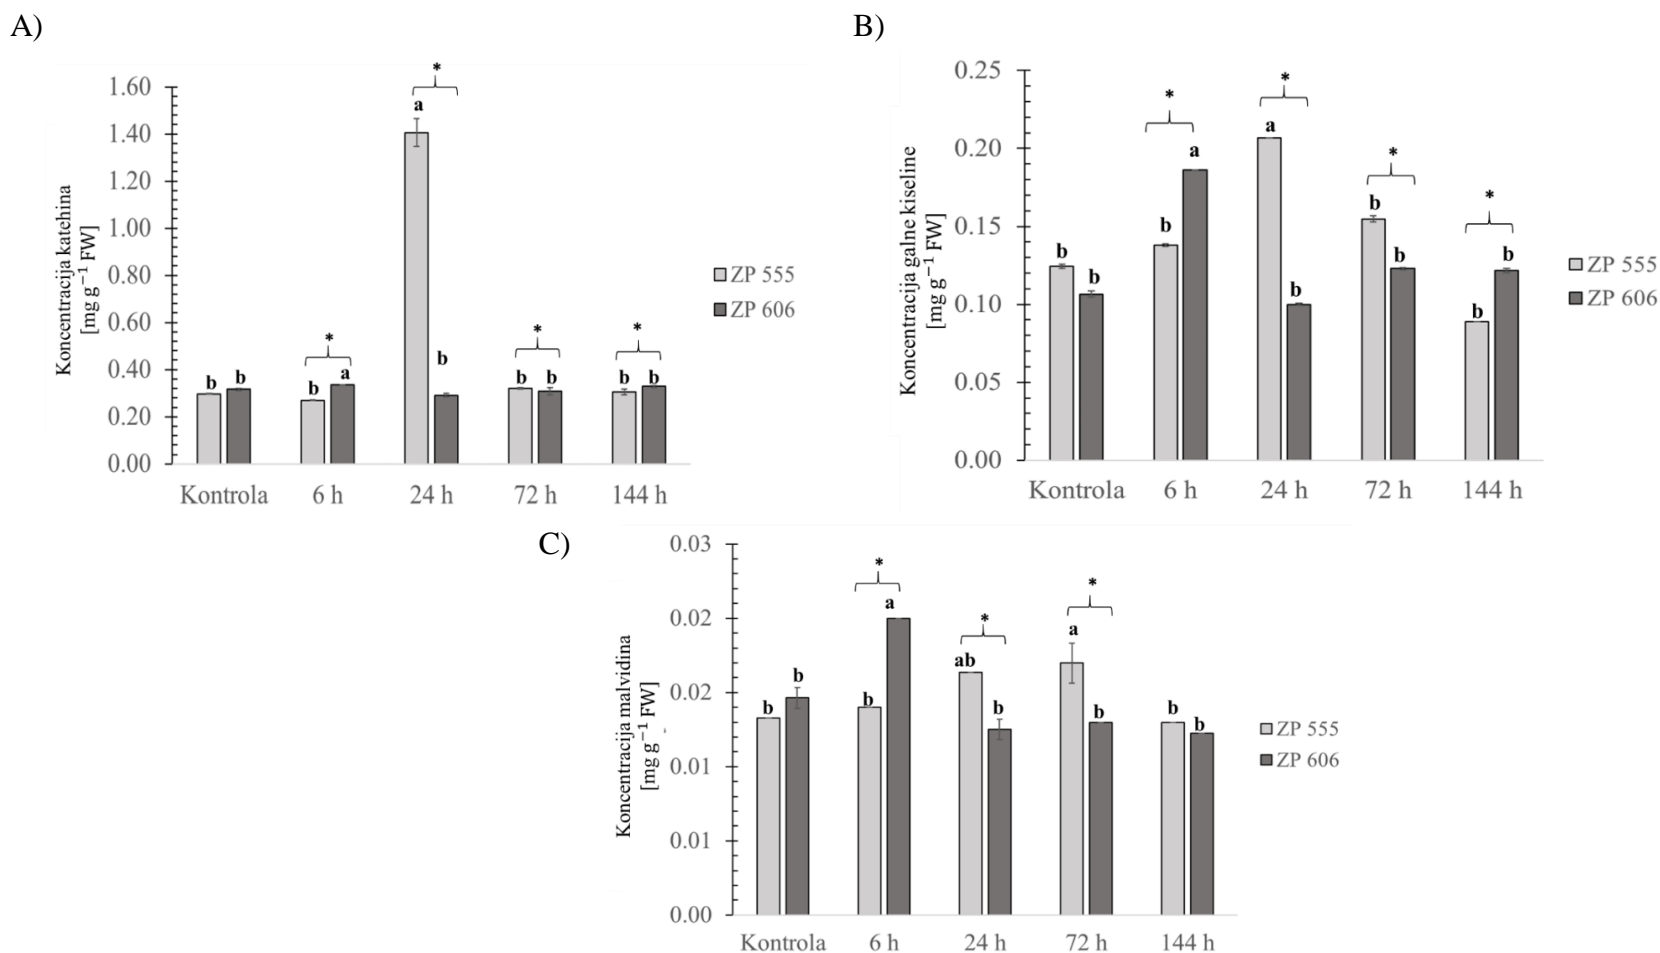 A)
Koncentracija katehina
[mg g⁻¹ FW]
1.60
1.40
1.20
1.00
0.80
0.60
0.40
0.20
0.00
*
a
b
*
*
*
b b
b a
b b
b b
Kontrola 6 h 24 h 72 h 144 h
ZP 555
ZP 606
B)
Koncentracija galne kiseline
[mg g⁻¹ FW]
0.25
0.20
0.15
0.10
0.05
0.00
*
*
*
*
b b
b a
a b
b b
b b
Kontrola 6 h 24 h 72 h 144 h
ZP 555
ZP 606
C)
Koncentracija malvidina
[mg g⁻¹ FW]
0.03
0.02
0.02
0.01
0.01
0.00
*
*
*
b b
b a
ab b
a b
b b
Kontrola 6 h 24 h 72 h 144 h
ZP 555
ZP 606